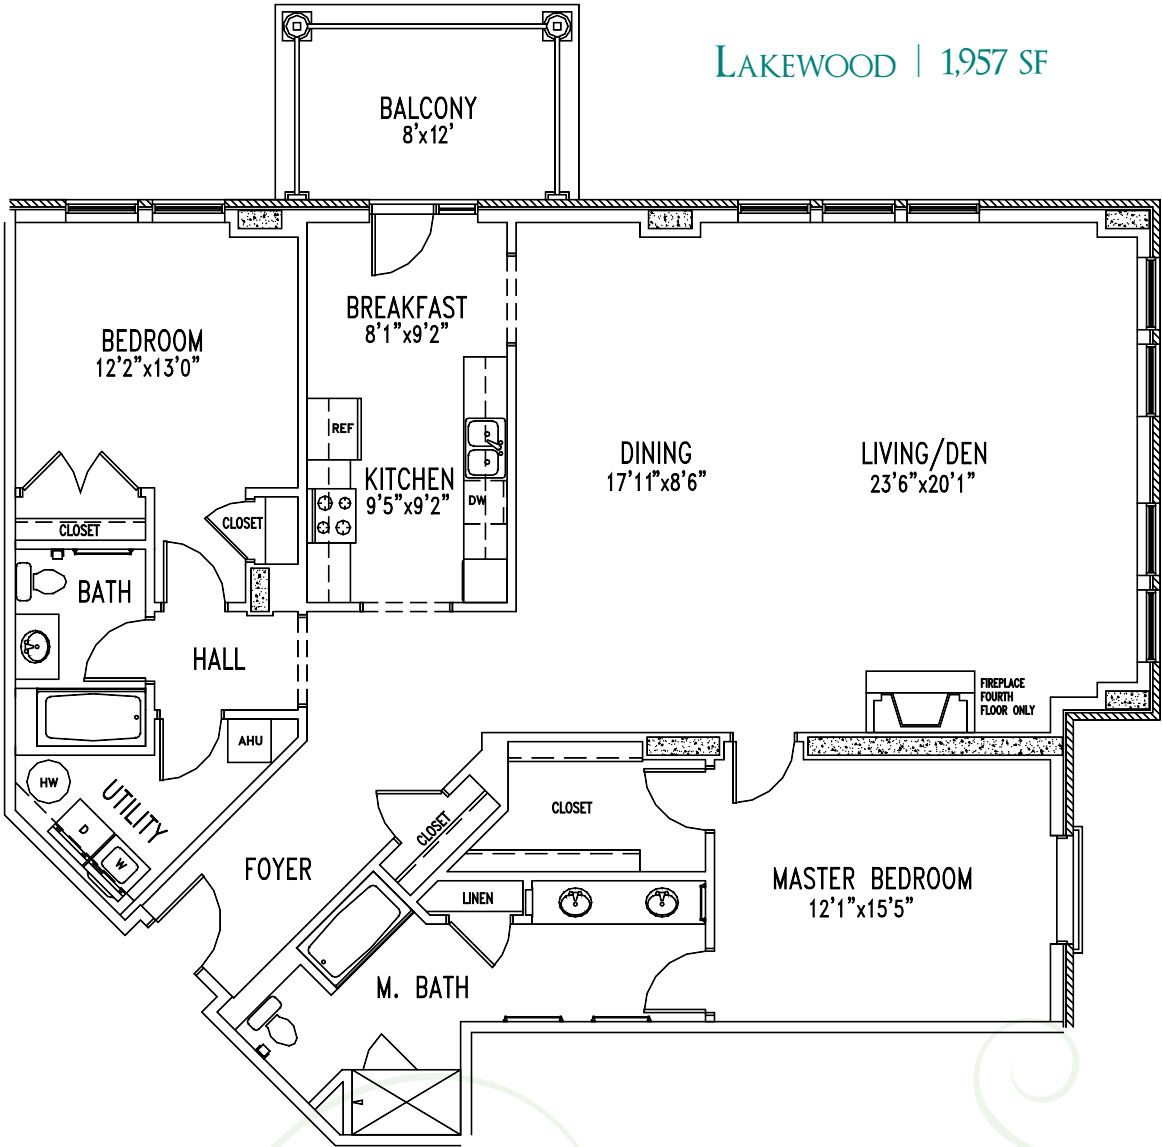 LAKEWOOD | 1,957 SF
BALCONY
8'x12'
BREAKFAST
8'1"x9'2"
BEDROOM
12'2"x13'0"
REF
KITCHEN
9'5"x9'2"
DW
DINING
17'11"x8'6"
LIVING/DEN
23'6"x20'1"
CLOSET
CLOSET
BATH
HALL
FIREPLACE
FOURTH
FLOOR ONLY
AHU
HW
UTILITY
D
W
CLOSET
CLOSET
FOYER
LINEN
MASTER BEDROOM
12'1"x15'5"
M. BATH